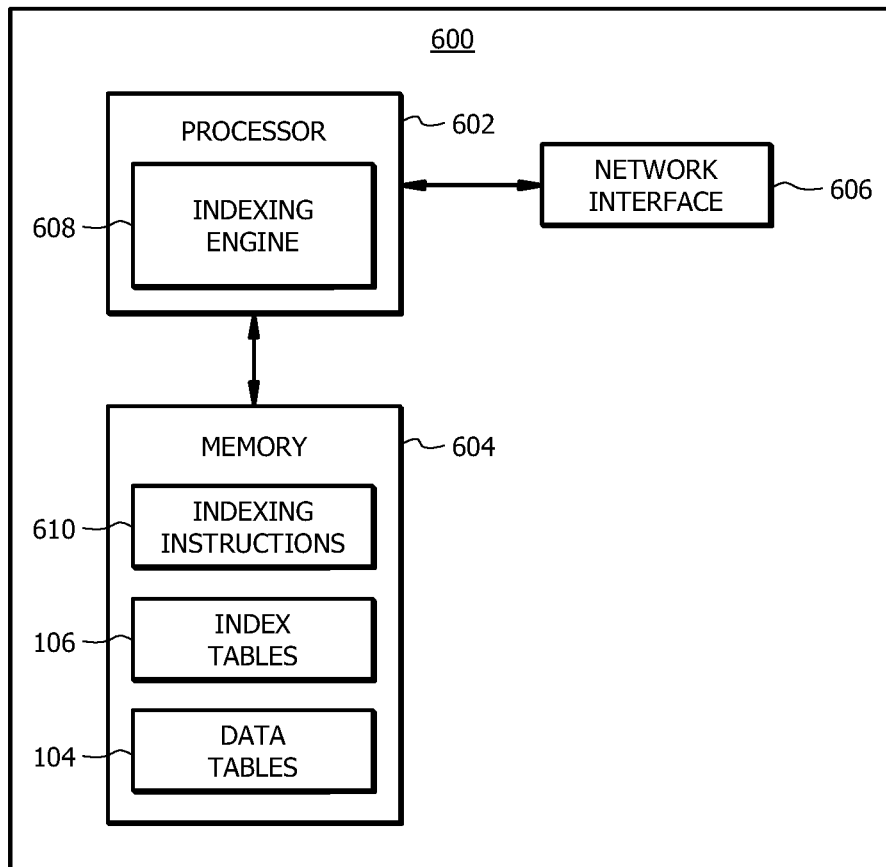 600
PROCESSOR
602
INDEXING
ENGINE
608
NETWORK
INTERFACE
606
MEMORY
604
INDEXING
INSTRUCTIONS
610
INDEX
TABLES
106
DATA
TABLES
104